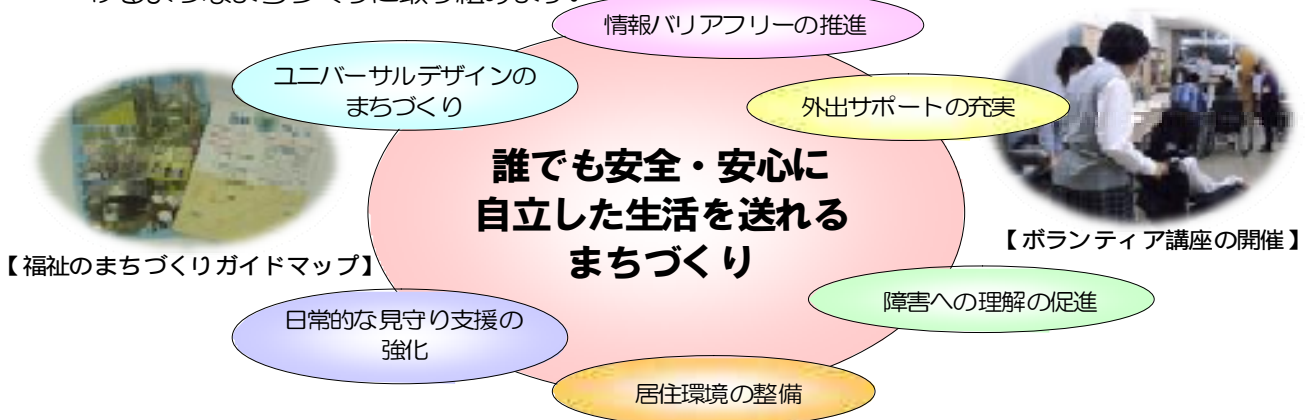 情報バリアフリーの推進
ユニバーサルデザインの
まちづくり
外出サポートの充実
誰でも安全・安心に
自立した生活を送れる
まちづくり
【福祉のまちづくりガイドマップ】
【ボランティア講座の開催】
障害への理解の促進
日常的な見守り支援の
強化
居住環境の整備